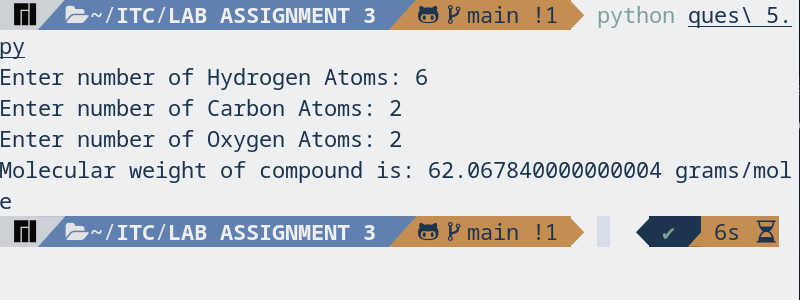 ~/ITC/LAB ASSIGNMENT 3 main !1 python ques\ 5.
py
Enter number of Hydrogen Atoms: 6
Enter number of Carbon Atoms: 2
Enter number of Oxygen Atoms: 2
Molecular weight of compound is: 62.067840000000004 grams/mol
e
~/ITC/LAB ASSIGNMENT 3 main !1 ✔ 6s